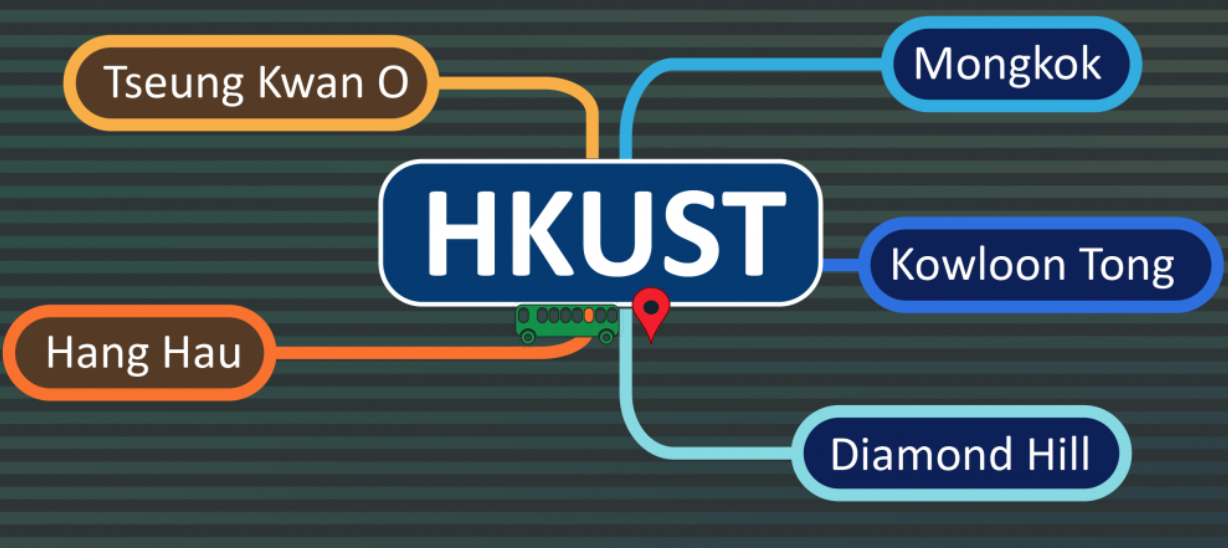 Tseung Kwan O
Mongkok
HKUST
Kowloon Tong
Hang Hau
Diamond Hill